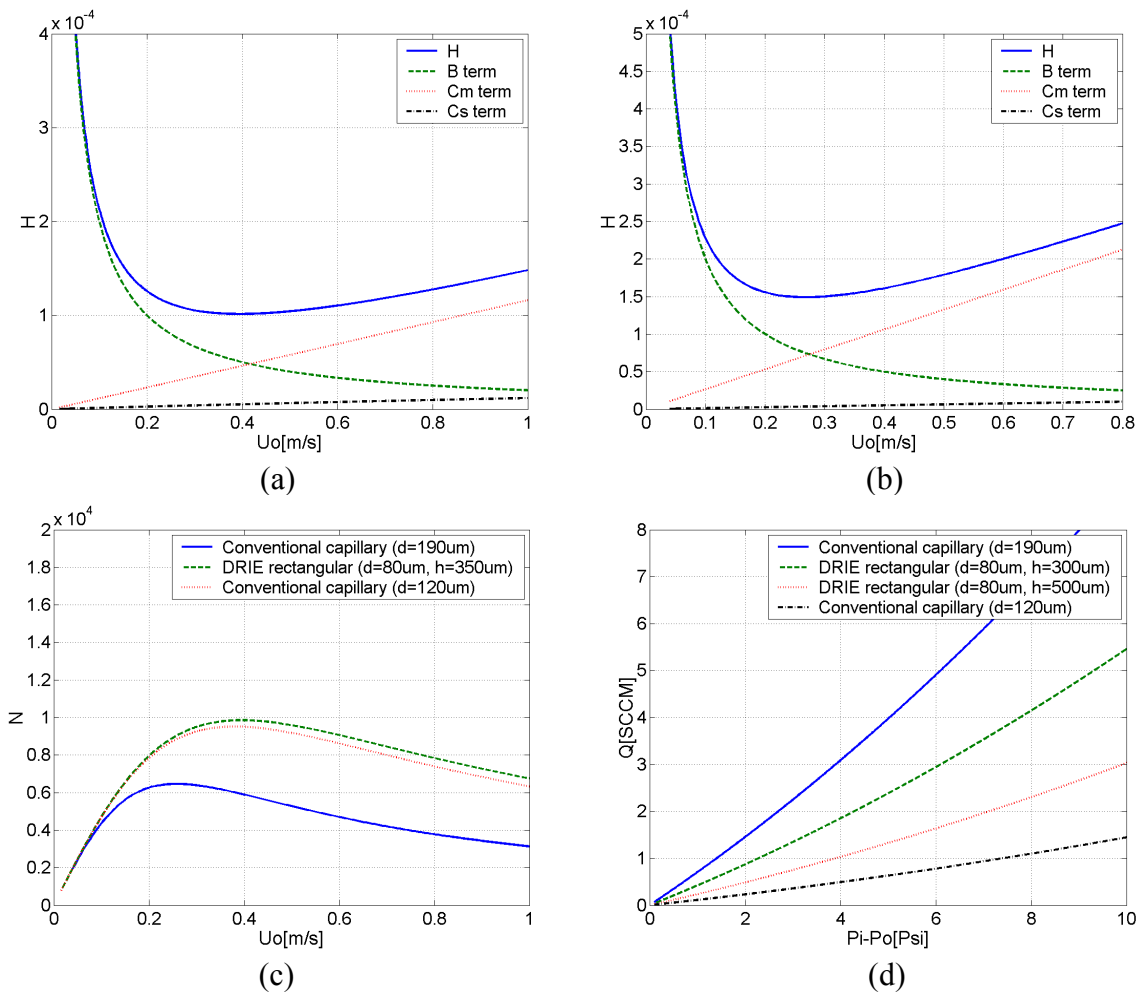 x 10-4
4
2
4
1
0
H
H
B term
Cm term
Cs term
0 0.2 0.4 0.6 0.8 1
Uo[m/s]
(a)
x 10-4
5
4.5
4
3.5
3
2.5
2
1.5
1
0.5
0
H
H
B term
Cm term
Cs term
0 0.1 0.2 0.3 0.4 0.5 0.6 0.7 0.8
Uo[m/s]
(b)
x 10 4
2
1.8
1.6
1.4
1.2
1
0.8
0.6
0.4
0.2
0
N
Conventional capillary (d=190um)
DRIE rectangular (d=80um, h=350um)
Conventional capillary (d=120um)
0 0.2 0.4 0.6 0.8 1
Uo[m/s]
(c)
8
7
6
5
4
3
2
1
0
Q[SCCM]
Conventional capillary (d=190um)
DRIE rectangular (d=80um, h=300um)
DRIE rectangular (d=80um, h=500um)
Conventional capillary (d=120um)
0 2 4 6 8 10
Pi-Po[Psi]
(d)